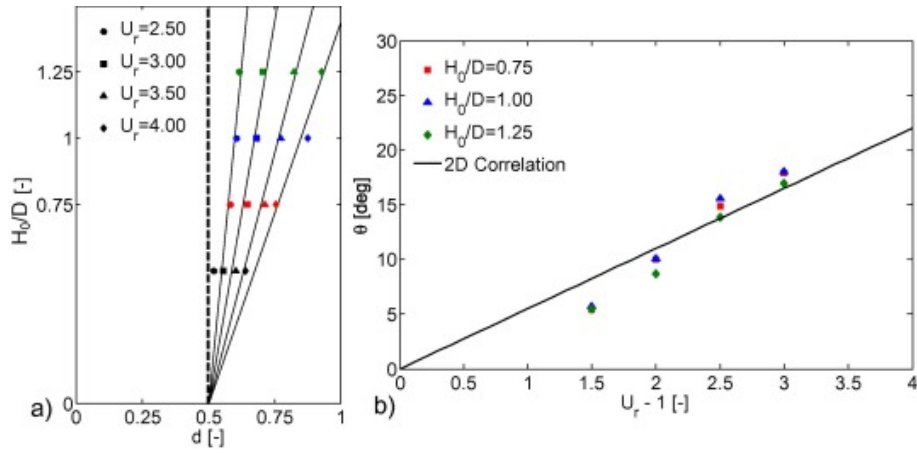 U_r=2.50
U_r=3.00
U_r=3.50
U_r=4.00
1.25
1
0.75
0
H_0/D [-]
0 0.25 0.5 0.75 1
d [-]
a)
H_0/D=0.75
H_0/D=1.00
H_0/D=1.25
2D Correlation
30
25
20
15
10
5
0
θ [deg]
0 0.5 1 1.5 2 2.5 3 3.5 4
U_r - 1 [-]
b)